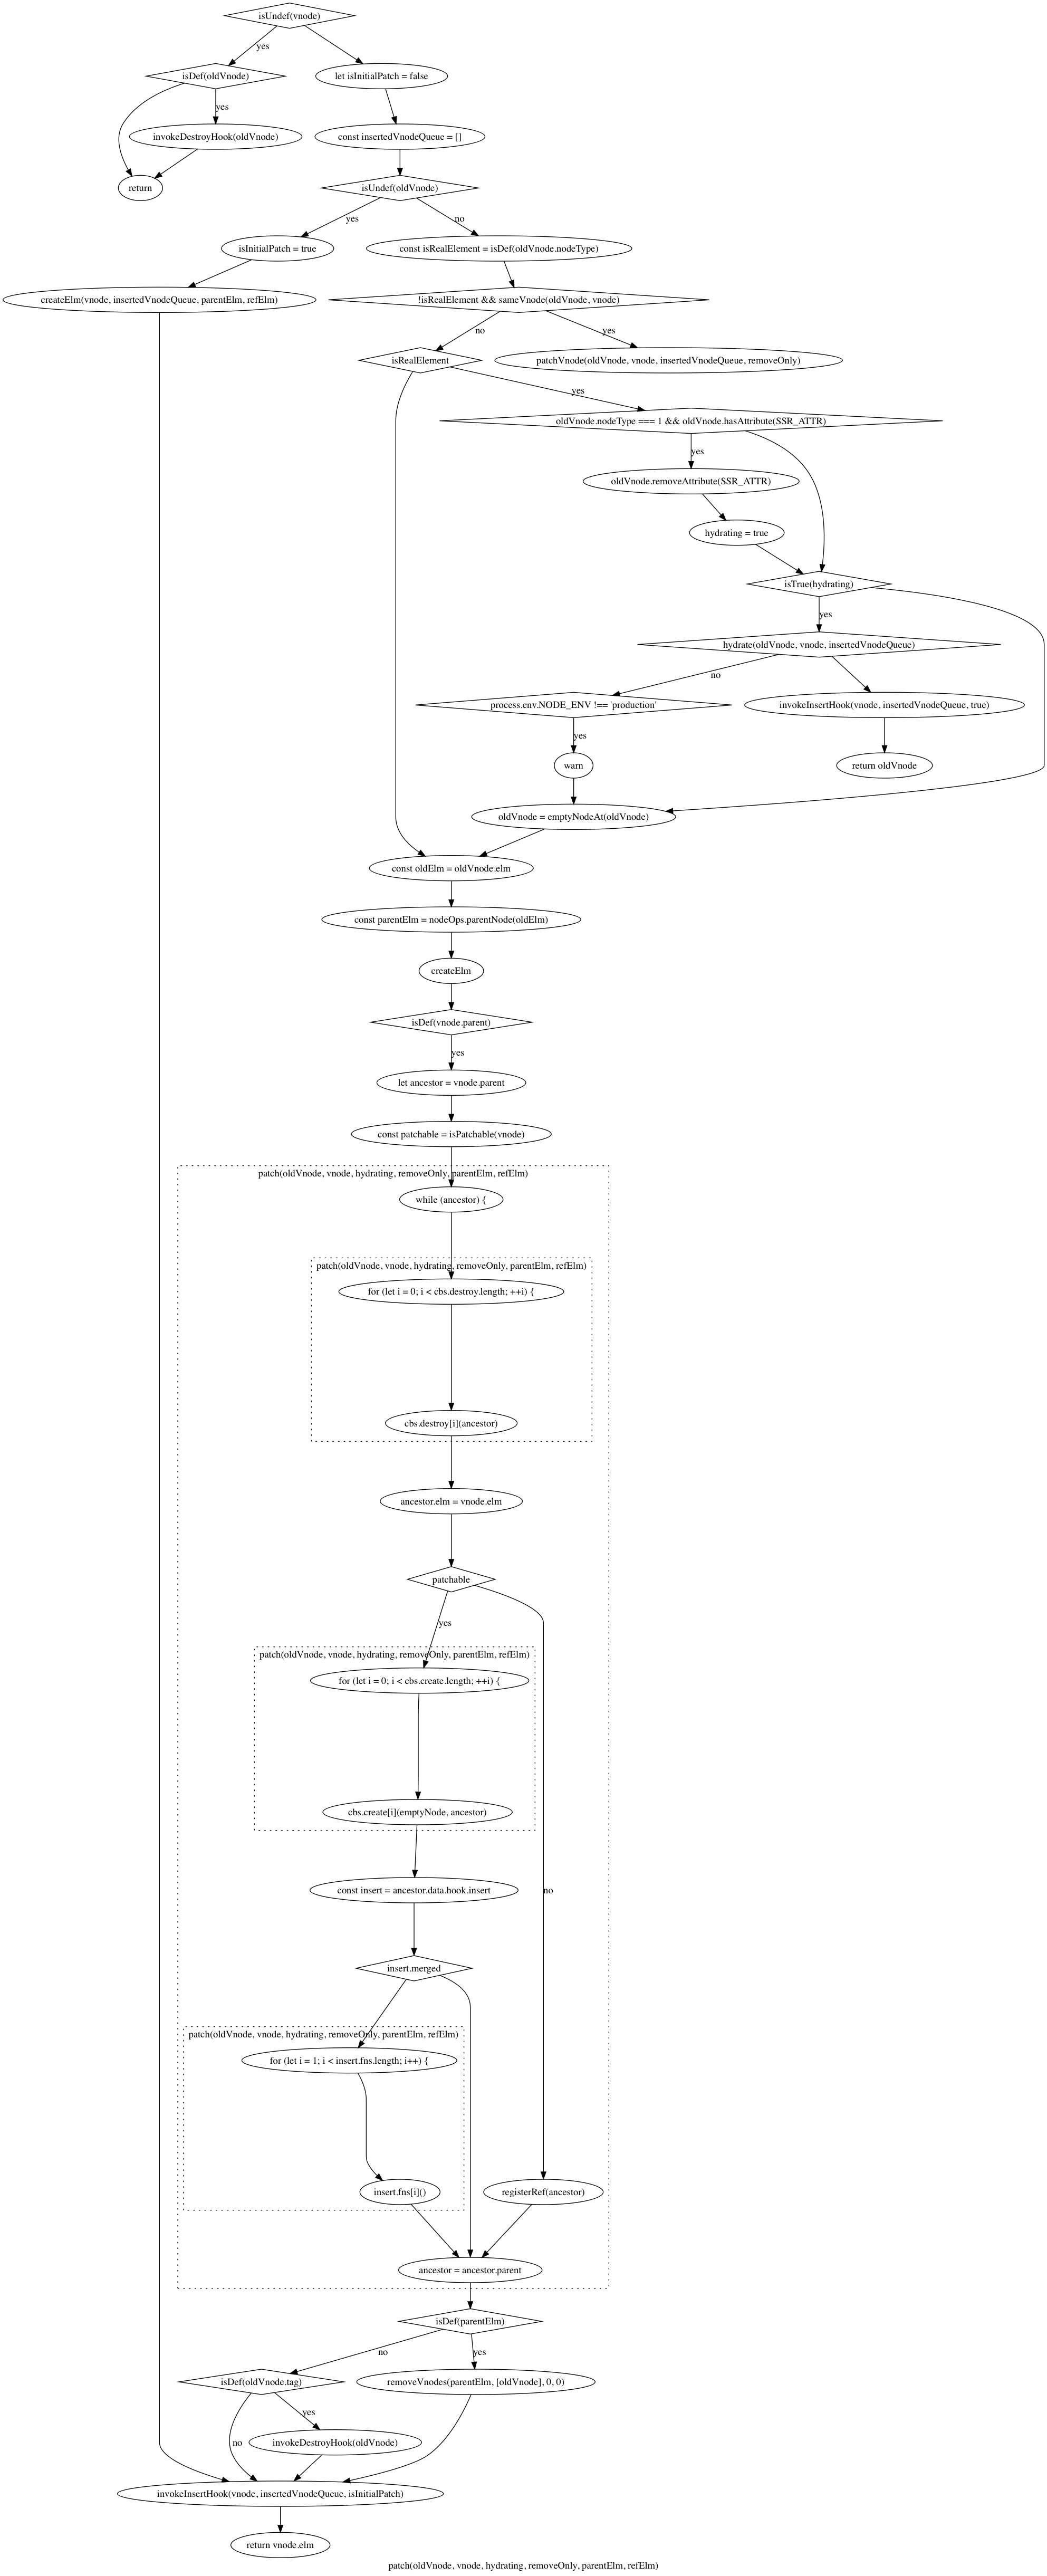 isUndef(vnode)
yes
isDef(oldVnode)
let isInitialPatch = false
yes
invokeDestroyHook(oldVnode)
const insertedVnodeQueue = []
return
isUndef(oldVnode)
yes
no
isInitialPatch = true
const isRealElement = isDef(oldVnode.nodeType)
createElm(vnode, insertedVnodeQueue, parentElm, refElm)
!isRealElement && sameVnode(oldVnode, vnode)
no
yes
isRealElement
patchVnode(oldVnode, vnode, insertedVnodeQueue, removeOnly)
yes
oldVnode.nodeType === 1 && oldVnode.hasAttribute(SSR_ATTR)
yes
oldVnode.removeAttribute(SSR_ATTR)
hydrating = true
isTrue(hydrating)
yes
hydrate(oldVnode, vnode, insertedVnodeQueue)
no
process.env.NODE_ENV !== 'production'
invokeInsertHook(vnode, insertedVnodeQueue, true)
yes
warn
return oldVnode
oldVnode = emptyNodeAt(oldVnode)
const oldElm = oldVnode.elm
const parentElm = nodeOps.parentNode(oldElm)
createElm
isDef(vnode.parent)
yes
let ancestor = vnode.parent
const patchable = isPatchable(vnode)
patch(oldVnode, vnode, hydrating, removeOnly, parentElm, refElm)
while (ancestor) {
patch(oldVnode, vnode, hydrating, removeOnly, parentElm, refElm)
for (let i = 0; i < cbs.destroy.length; ++i) {
cbs.destroy[i](ancestor)
ancestor.elm = vnode.elm
patchable
yes
patch(oldVnode, vnode, hydrating, removeOnly, parentElm, refElm)
for (let i = 0; i < cbs.create.length; ++i) {
cbs.create[i](emptyNode, ancestor)
const insert = ancestor.data.hook.insert
no
insert.merged
patch(oldVnode, vnode, hydrating, removeOnly, parentElm, refElm)
for (let i = 1; i < insert.fns.length; i++) {
insert.fns[i]()
registerRef(ancestor)
ancestor = ancestor.parent
isDef(parentElm)
no
yes
isDef(oldVnode.tag)
removeVnodes(parentElm, [oldVnode], 0, 0)
yes
no
invokeDestroyHook(oldVnode)
invokeInsertHook(vnode, insertedVnodeQueue, isInitialPatch)
return vnode.elm
patch(oldVnode, vnode, hydrating, removeOnly, parentElm, refElm)